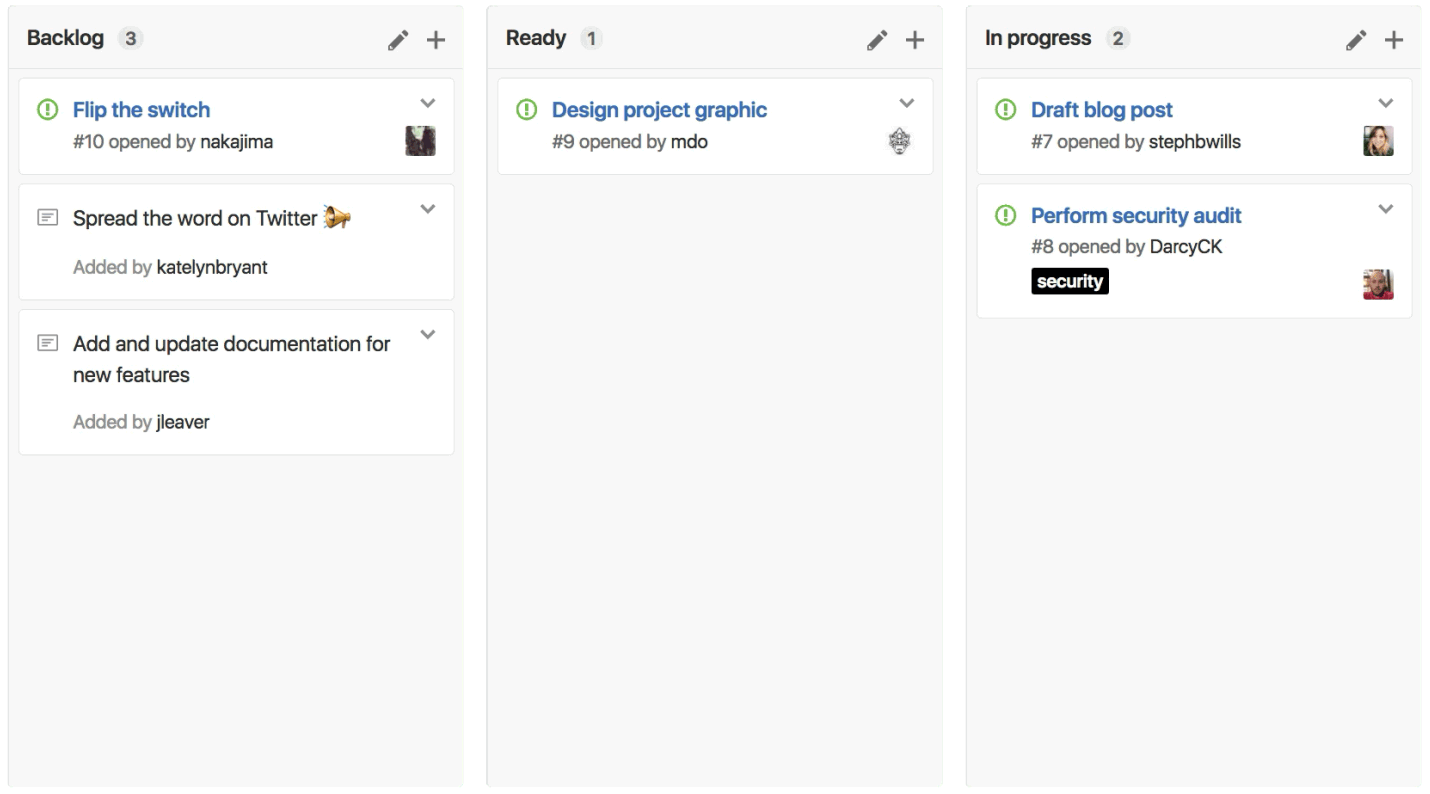 Backlog 3
Flip the switch
#10 opened by nakajima
Spread the word on Twitter
Added by katelynbryant
Add and update documentation for
new features
Added by jleaver
Ready 1
Design project graphic
#9 opened by mdo
In progress 2
Draft blog post
#7 opened by stephbwills
Perform security audit
#8 opened by DarcyCK
security